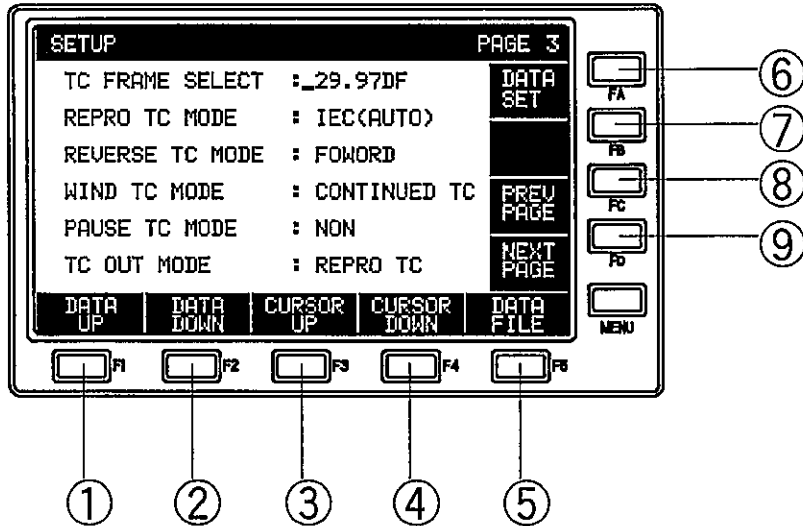 SETUP PAGE 3
TC FRAME SELECT :_29.97DF
REPRO TC MODE : IEC(AUTO)
REVERSE TC MODE : FOWORD
WIND TC MODE : CONTINUED TC
PAUSE TC MODE : NON
TC OUT MODE : REPRO TC
DATA SET
PREV PAGE
NEXT PAGE
DATA UP
DATA DOWN
CURSOR UP
CURSOR DOWN
DATA FILE
FA
FB
FC
FD
MENU
F1
F2
F3
F4
F5
①
②
③
④
⑤
⑥
⑦
⑧
⑨